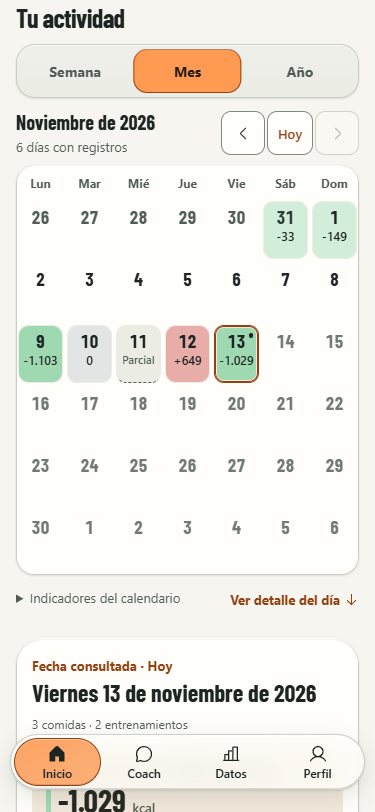 Tu actividad
Semana Mes Año
Noviembre de 2026
6 días con registros
Hoy
Lun Mar Mié Jue Vie Sáb Dom
26 27 28 29 30 31 1
-33 -149
2 3 4 5 6 7 8
9 10 11 12 13 14 15
-1.103 0 Parcial +649 -1.029
16 17 18 19 20 21 22
23 24 25 26 27 28 29
30 1 2 3 4 5 6
Indicadores del calendario
Ver detalle del día ↓
Fecha consultada · Hoy
Viernes 13 de noviembre de 2026
3 comidas · 2 entrenamientos
Inicio Coach Datos Perfil
-1.029 kcal